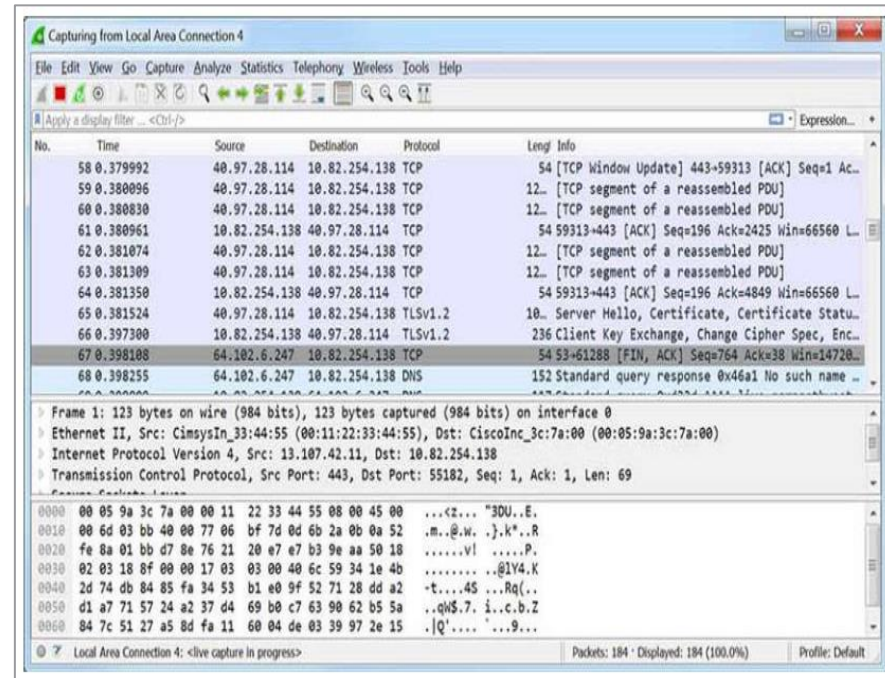 Capturing from Local Area Connection 4
File Edit View Go Capture Analyze Statistics Telephony Wireless Tools Help
Apply a display filter ... <Ctrl-/> Expression... +
No. Time Source Destination Protocol Lengt Info
58 0.379992 40.97.28.114 10.82.254.138 TCP 54 [TCP Window Update] 443→59313 [ACK] Seq=1 Ac…
59 0.380096 40.97.28.114 10.82.254.138 TCP 12… [TCP segment of a reassembled PDU]
60 0.380830 40.97.28.114 10.82.254.138 TCP 12… [TCP segment of a reassembled PDU]
61 0.380961 10.82.254.138 40.97.28.114 TCP 54 59313→443 [ACK] Seq=196 Ack=2425 Win=66560 L…
62 0.381074 40.97.28.114 10.82.254.138 TCP 12… [TCP segment of a reassembled PDU]
63 0.381309 40.97.28.114 10.82.254.138 TCP 12… [TCP segment of a reassembled PDU]
64 0.381350 10.82.254.138 40.97.28.114 TCP 54 59313→443 [ACK] Seq=196 Ack=4849 Win=66560 L…
65 0.381524 40.97.28.114 10.82.254.138 TLSv1.2 10… Server Hello, Certificate, Certificate Statu…
66 0.397300 10.82.254.138 40.97.28.114 TLSv1.2 236 Client Key Exchange, Change Cipher Spec, Enc…
67 0.398108 64.102.6.247 10.82.254.138 TCP 54 53→61288 [FIN, ACK] Seq=764 Ack=38 Win=14720…
68 0.398255 64.102.6.247 10.82.254.138 DNS 152 Standard query response 0x46a1 No such name …
Frame 1: 123 bytes on wire (984 bits), 123 bytes captured (984 bits) on interface 0
Ethernet II, Src: CimsysIn_33:44:55 (00:11:22:33:44:55), Dst: CiscoInc_3c:7a:00 (00:05:9a:3c:7a:00)
Internet Protocol Version 4, Src: 13.107.42.11, Dst: 10.82.254.138
Transmission Control Protocol, Src Port: 443, Dst Port: 55182, Seq: 1, Ack: 1, Len: 69
0000 00 05 9a 3c 7a 00 00 11 22 33 44 55 08 00 45 00 ...<z... "3DU..E.
0010 00 6d 03 bb 40 00 77 06 bf 7d 0d 6b 2a 0b 0a 52 .m..@.w. .}.k*..R
0020 fe 8a 01 bb d7 8e 76 21 20 e7 e7 b3 9e aa 50 18 ......v! .....P.
0030 02 03 18 8f 00 00 17 03 03 00 40 6c 59 34 1e 4b ........ ..@lY4.K
0040 2d 74 db 84 85 fa 34 53 b1 e0 9f 52 71 28 dd a2 -t....4S ...Rq(..
0050 d1 a7 71 57 24 a2 37 d4 69 b0 c7 63 90 62 b5 5a ..qW$.7. i..c.b.Z
0060 84 7c 51 27 a5 8d fa 11 60 04 de 03 39 97 2e 15 .|Q'.... `...9...
Local Area Connection 4: <live capture in progress> Packets: 184 · Displayed: 184 (100.0%) Profile: Default